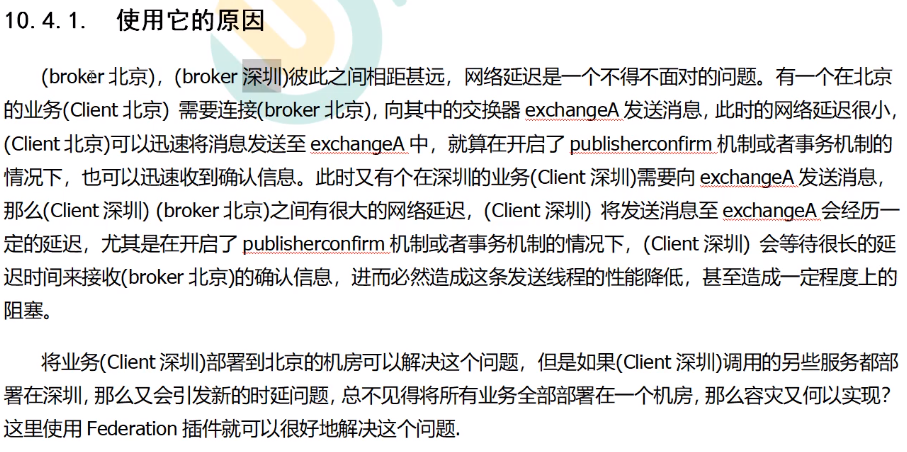 10.4.1. 使用它的原因
(broker 北京)，(broker 深圳)彼此之间相距甚远，网络延迟是一个不得不面对的问题。有一个在北京
的业务(Client 北京) 需要连接(broker 北京)，向其中的交换器 exchangeA 发送消息，此时的网络延迟很小，
(Client 北京)可以迅速将消息发送至 exchangeA 中，就算在开启了 publisherconfirm 机制或者事务机制的
情况下，也可以迅速收到确认信息。此时又有个在深圳的业务(Client 深圳)需要向 exchangeA 发送消息，
那么(Client 深圳) (broker 北京)之间有很大的网络延迟，(Client 深圳) 将发送消息至 exchangeA 会经历一
定的延迟，尤其是在开启了 publisherconfirm 机制或者事务机制的情况下，(Client 深圳) 会等待很长的延
迟时间来接收(broker 北京)的确认信息，进而必然造成这条发送线程的性能降低，甚至造成一定程度上的
阻塞。
将业务(Client 深圳)部署到北京的机房可以解决这个问题，但是如果(Client 深圳)调用的另些服务都部
署在深圳，那么又会引发新的时延问题，总不见得将所有业务全部部署在一个机房，那么容灾又何以实现？
这里使用 Federation 插件就可以很好地解决这个问题.